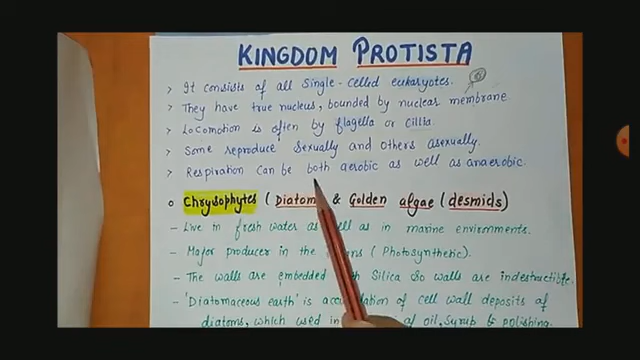 KINGDOM PROTISTA
> It consists of all Single-Celled eukaryotes.
> They have true nucleus, bounded by nuclear membrane
> Locomotion is often by flagella or Cillia.
> Some reproduce Sexually and others asexually.
> Respiration Can be both aerobic as well as anaerobic.
o Chrysophytes (Diatom & Golden algae (desmids)
- Live in fresh water as well as in marine environments.
- Major producer in the (Photosynthetic).
- The walls are embedded Silica so walls are indestructible.
- 'Diatomaceous earth' is accumulation of cell wall deposits of
diatoms, which used in of oil, Syrup & polishing.